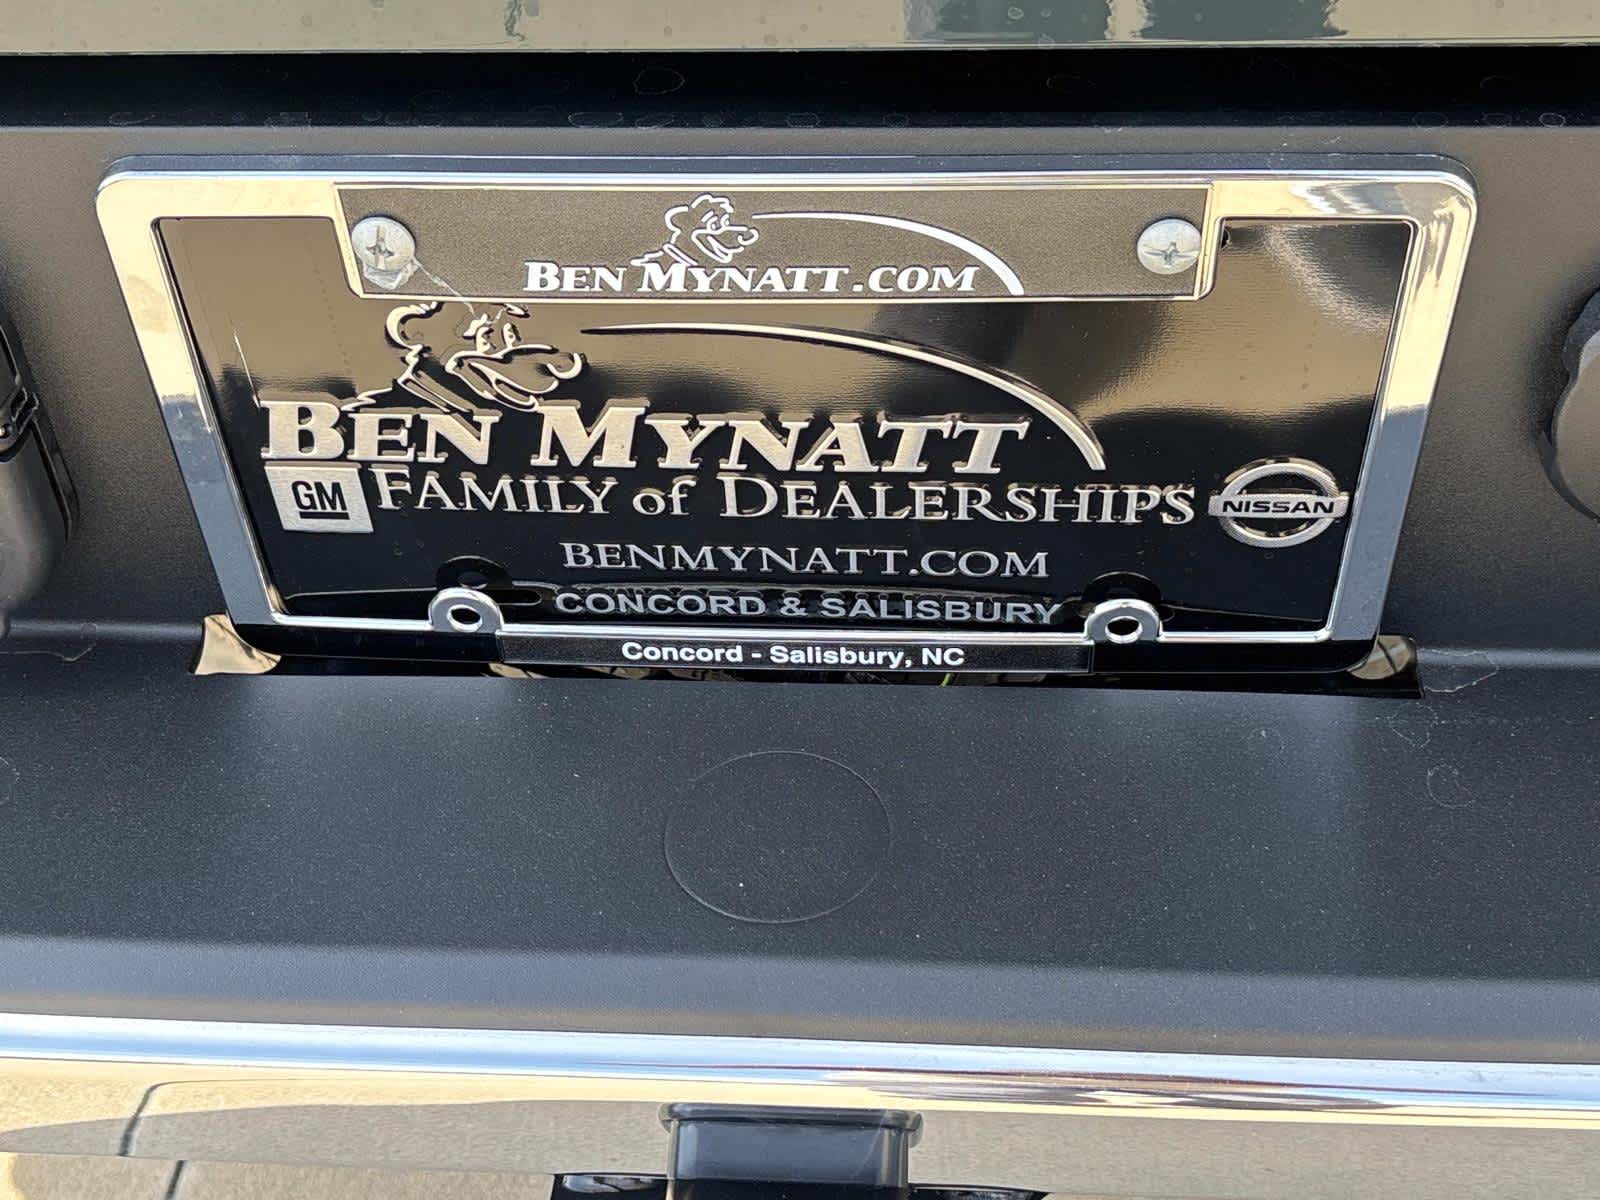 BEN MYNATT.COM
BEN MYNATT
GM FAMILY of DEALERSHIPS NISSAN
BENMYNATT.COM
CONCORD & SALISBURY
Concord - Salisbury, NC